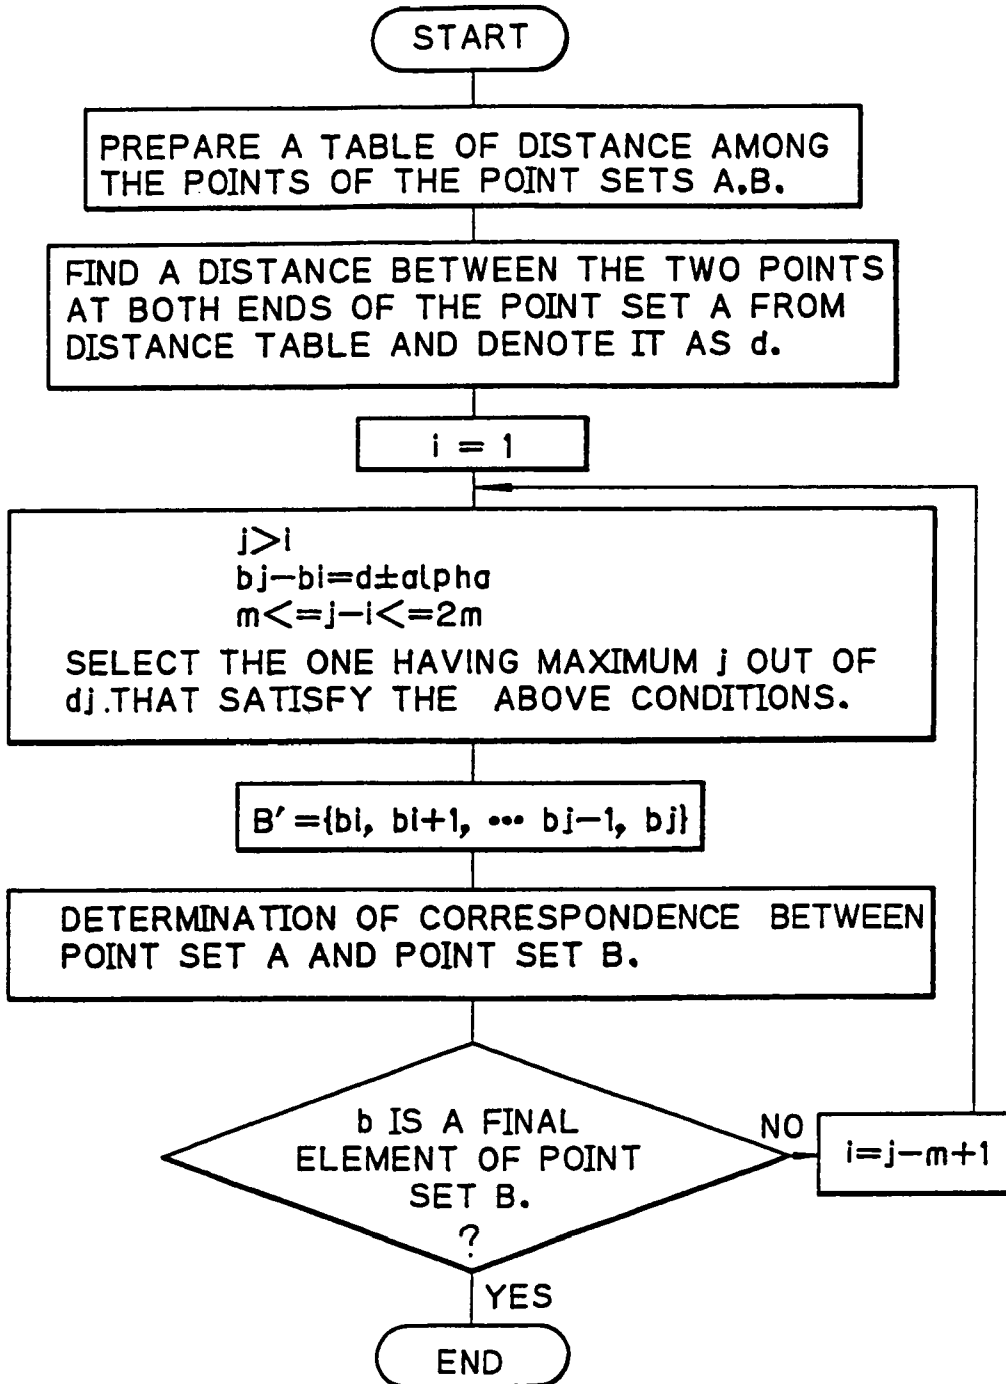 START
PREPARE A TABLE OF DISTANCE AMONG
THE POINTS OF THE POINT SETS A.B.
FIND A DISTANCE BETWEEN THE TWO POINTS
AT BOTH ENDS OF THE POINT SET A FROM
DISTANCE TABLE AND DENOTE IT AS d.
i = 1
j>i
bj-bi=d±alpha
m<=j-i<=2m
SELECT THE ONE HAVING MAXIMUM j OUT OF
dj.THAT SATISFY THE ABOVE CONDITIONS.
B'={bi, bi+1, ••• bj-1, bj}
DETERMINATION OF CORRESPONDENCE BETWEEN
POINT SET A AND POINT SET B.
b IS A FINAL
ELEMENT OF POINT
SET B.
?
NO
i=j-m+1
YES
END